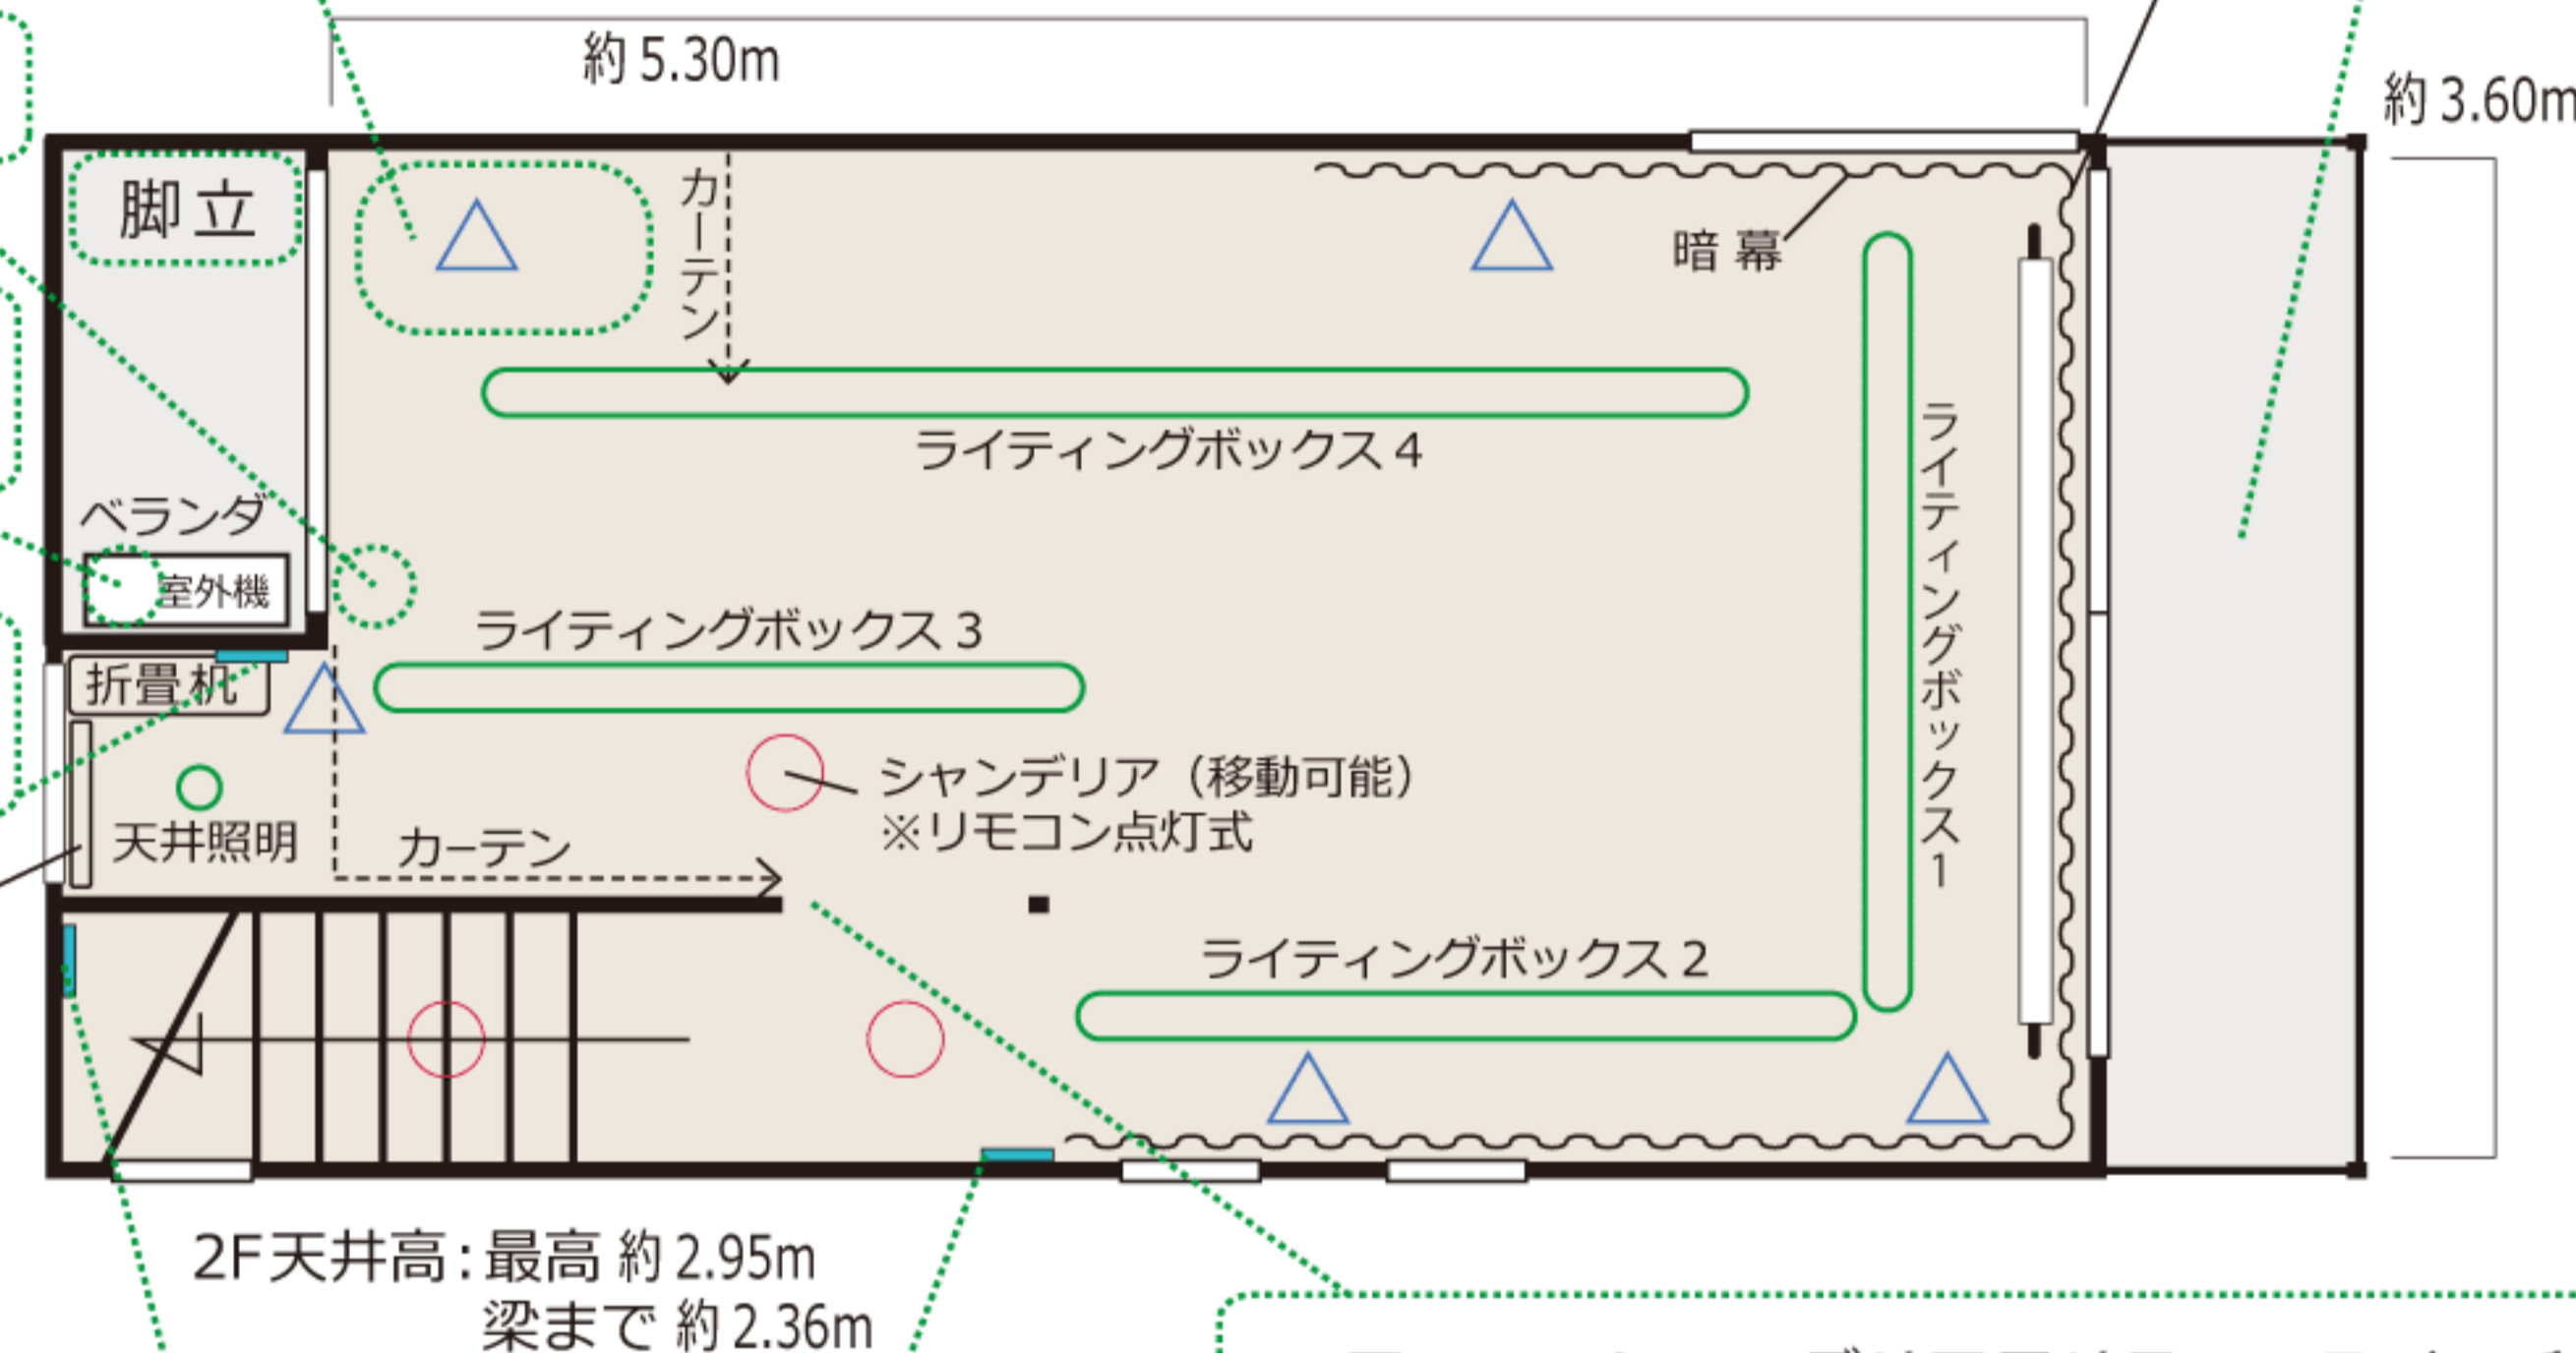 約 5.30m
約 3.60m
脚 立
カーテン
暗 幕
ライティングボックス 4
ライティングボックス 1
ベランダ
室外機
ライティングボックス 3
折畳机
シャンデリア（移動可能）
※リモコン点灯式
天井照明
カーテン
ライティングボックス 2
2F天井高：最高 約 2.95m
梁まで 約 2.36m